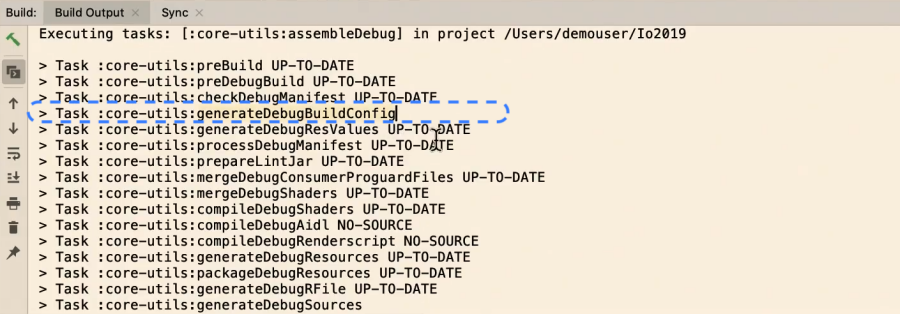 Build: Build Output × Sync ×
Executing tasks: [:core-utils:assembleDebug] in project /Users/demouser/Io2019
> Task :core-utils:preBuild UP-TO-DATE
> Task :core-utils:preDebugBuild UP-TO-DATE
> Task :core-utils:checkDebugManifest UP-TO-DATE
> Task :core-utils:generateDebugBuildConfig
> Task :core-utils:generateDebugResValues UP-TO-DATE
> Task :core-utils:processDebugManifest UP-TO-DATE
> Task :core-utils:prepareLintJar UP-TO-DATE
> Task :core-utils:mergeDebugConsumerProguardFiles UP-TO-DATE
> Task :core-utils:mergeDebugShaders UP-TO-DATE
> Task :core-utils:compileDebugShaders UP-TO-DATE
> Task :core-utils:compileDebugAidl NO-SOURCE
> Task :core-utils:compileDebugRenderscript NO-SOURCE
> Task :core-utils:generateDebugResources UP-TO-DATE
> Task :core-utils:packageDebugResources UP-TO-DATE
> Task :core-utils:generateDebugRFile UP-TO-DATE
> Task :core-utils:generateDebugSources